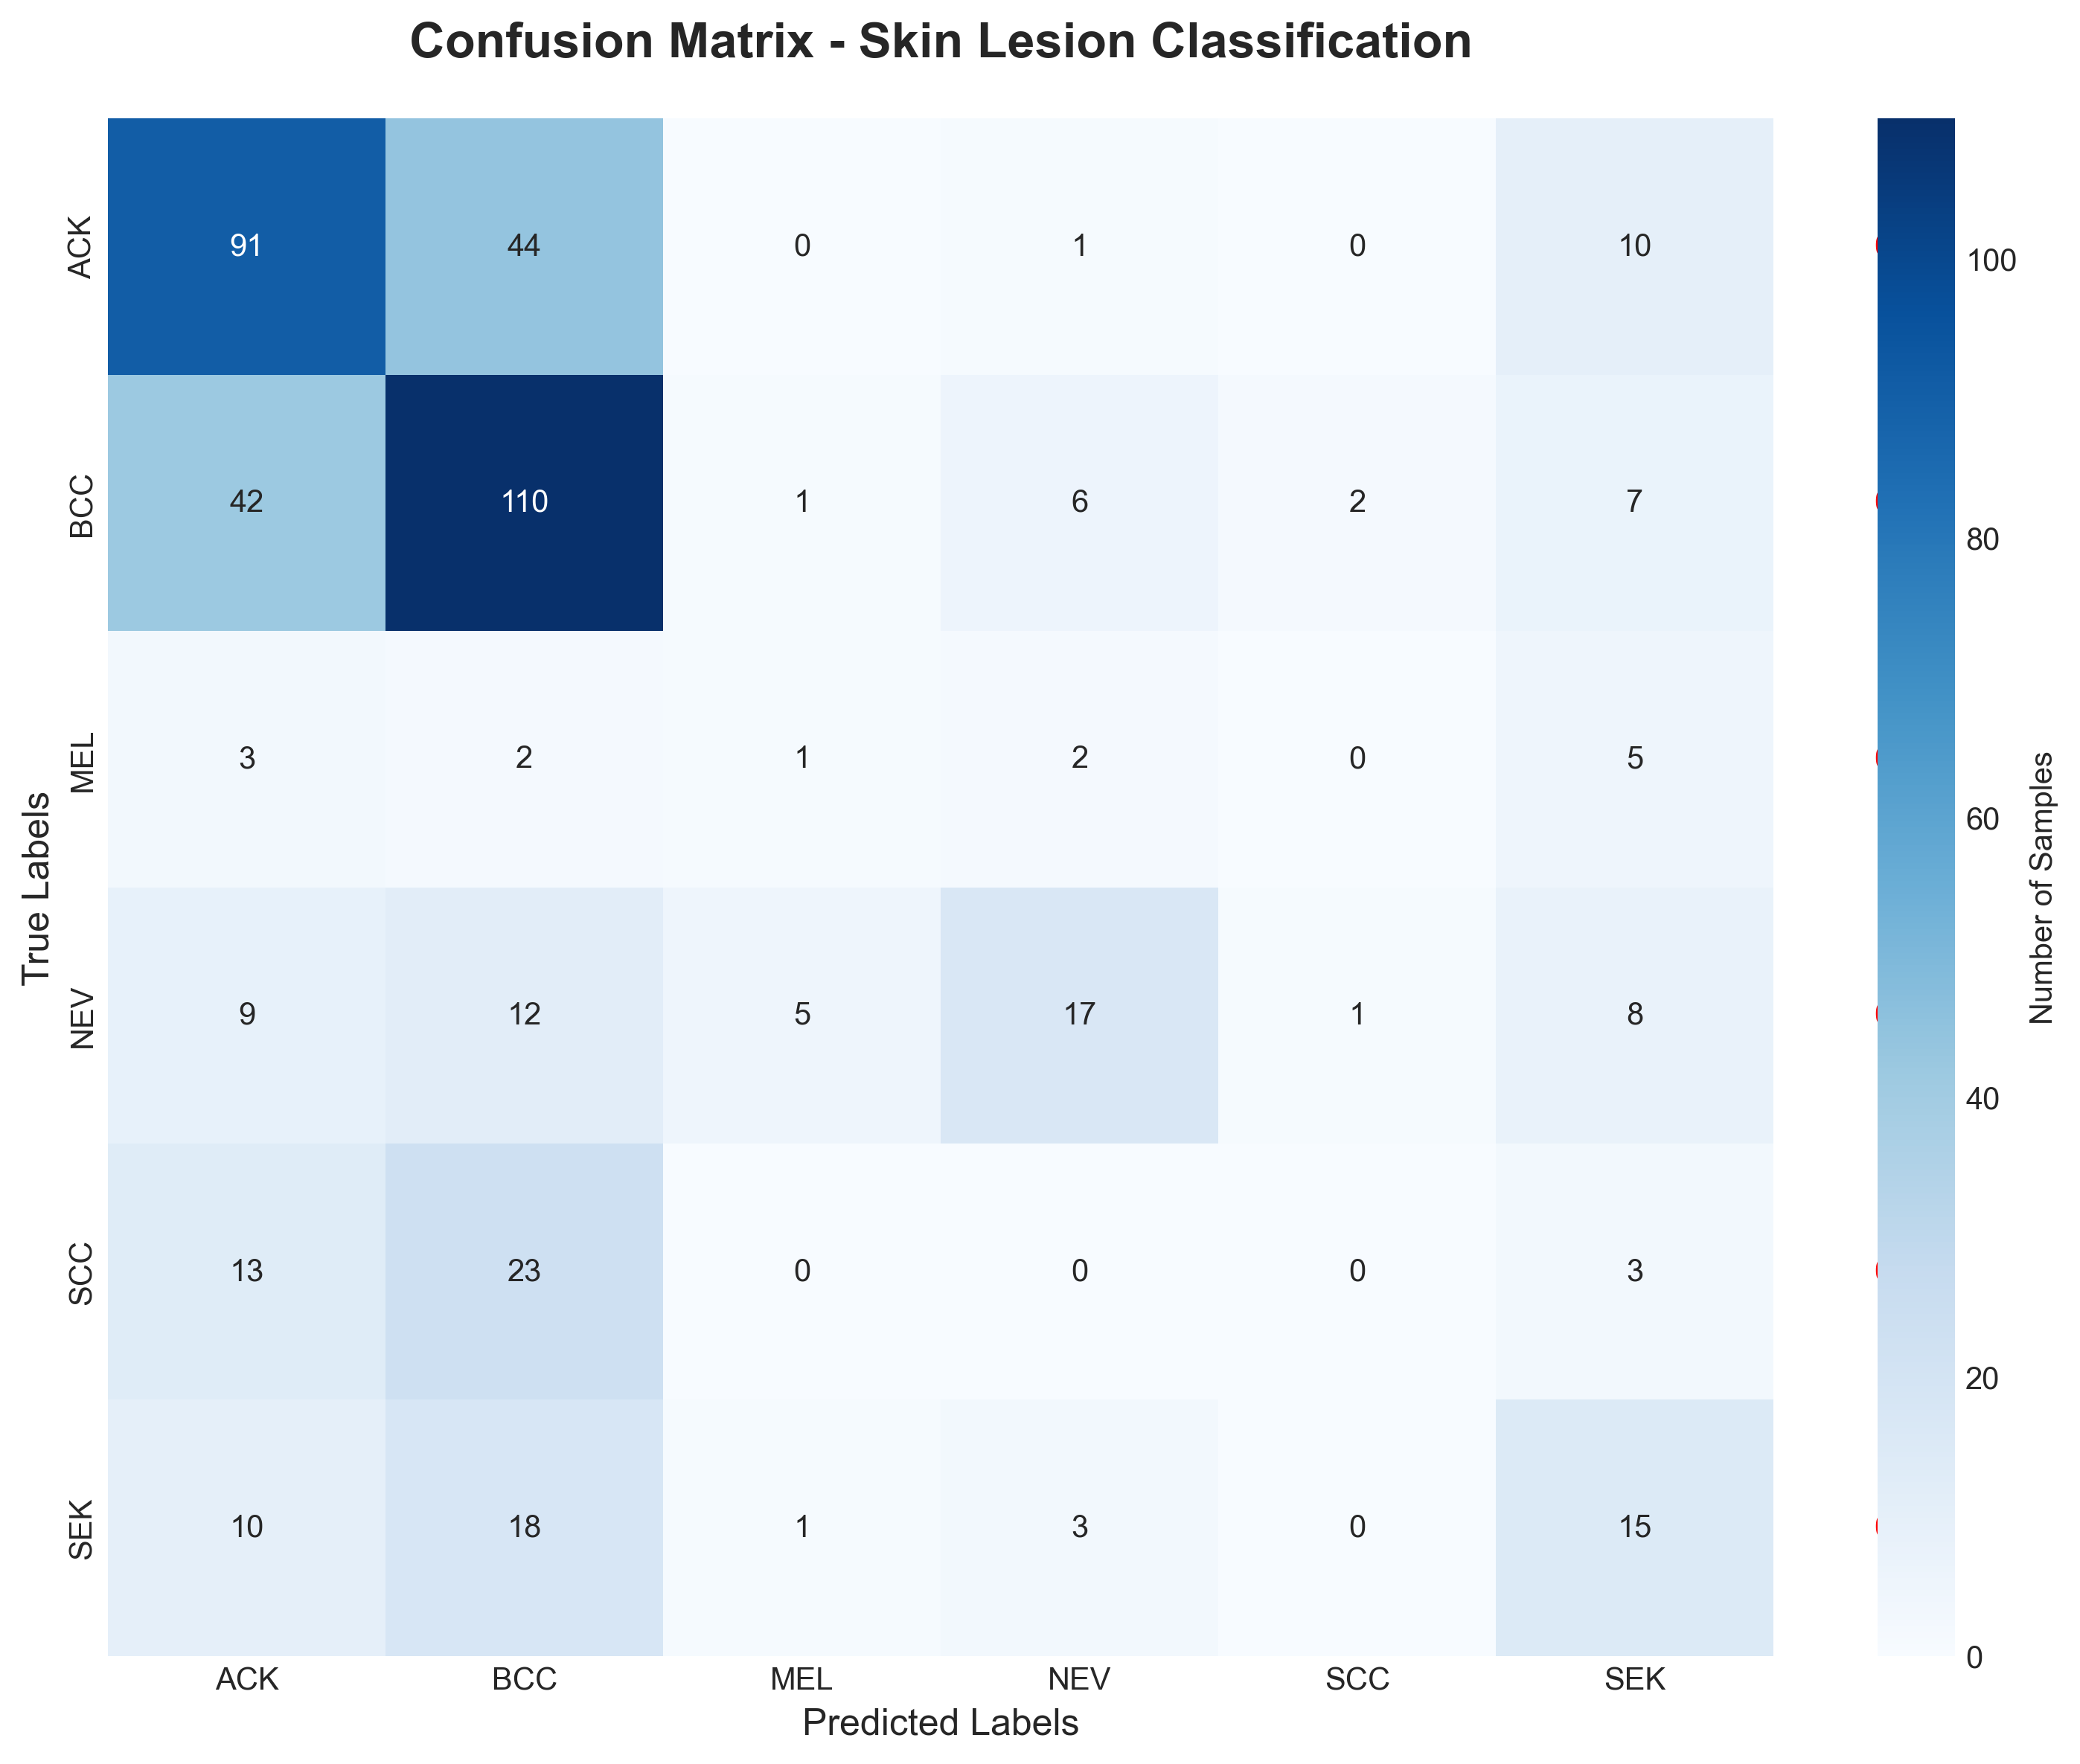 Confusion Matrix - Skin Lesion Classification
ACK 91 44 0 1 0 10
BCC 42 110 1 6 2 7
MEL 3 2 1 2 0 5
NEV 9 12 5 17 1 8
SCC 13 23 0 0 0 3
SEK 10 18 1 3 0 15
ACK BCC MEL NEV SCC SEK
Predicted Labels
True Labels
100
80
60
40
20
0
Number of Samples